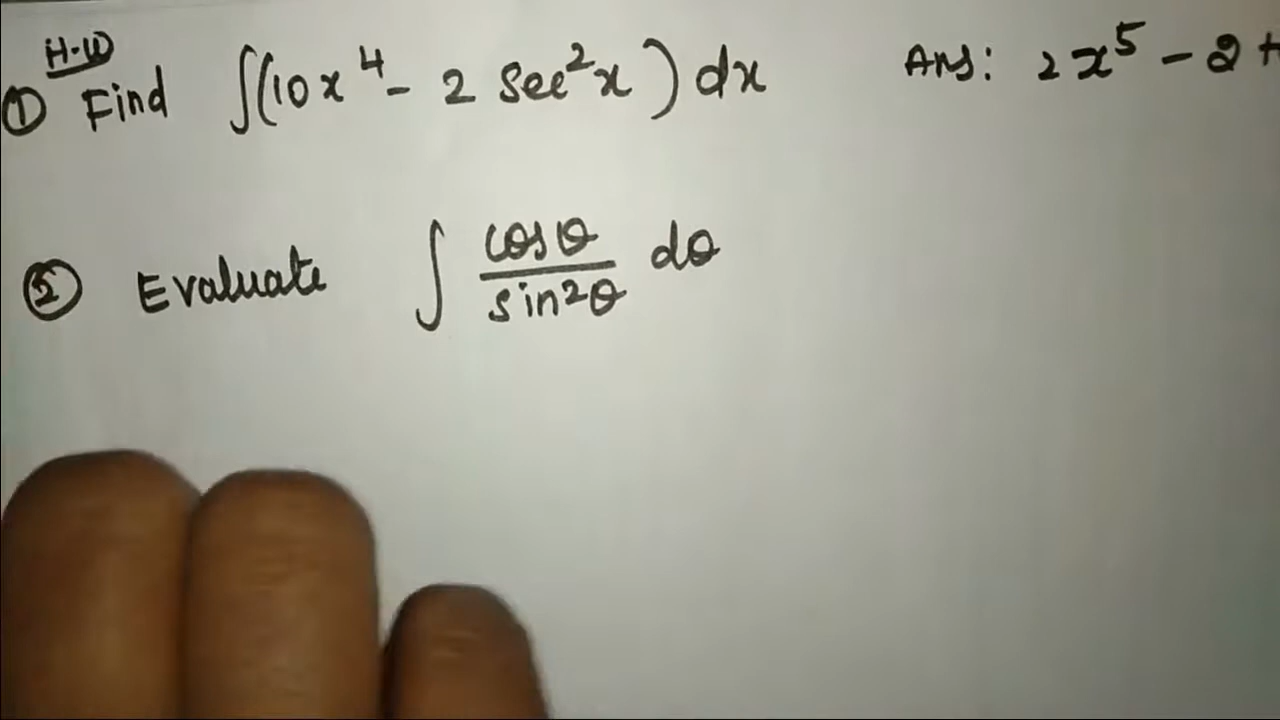 H.W
① Find ∫(10x⁴ - 2 Sec²x) dx Ans: 2x⁵ - 2
② Evaluate ∫ cosθ/sin²θ dθ